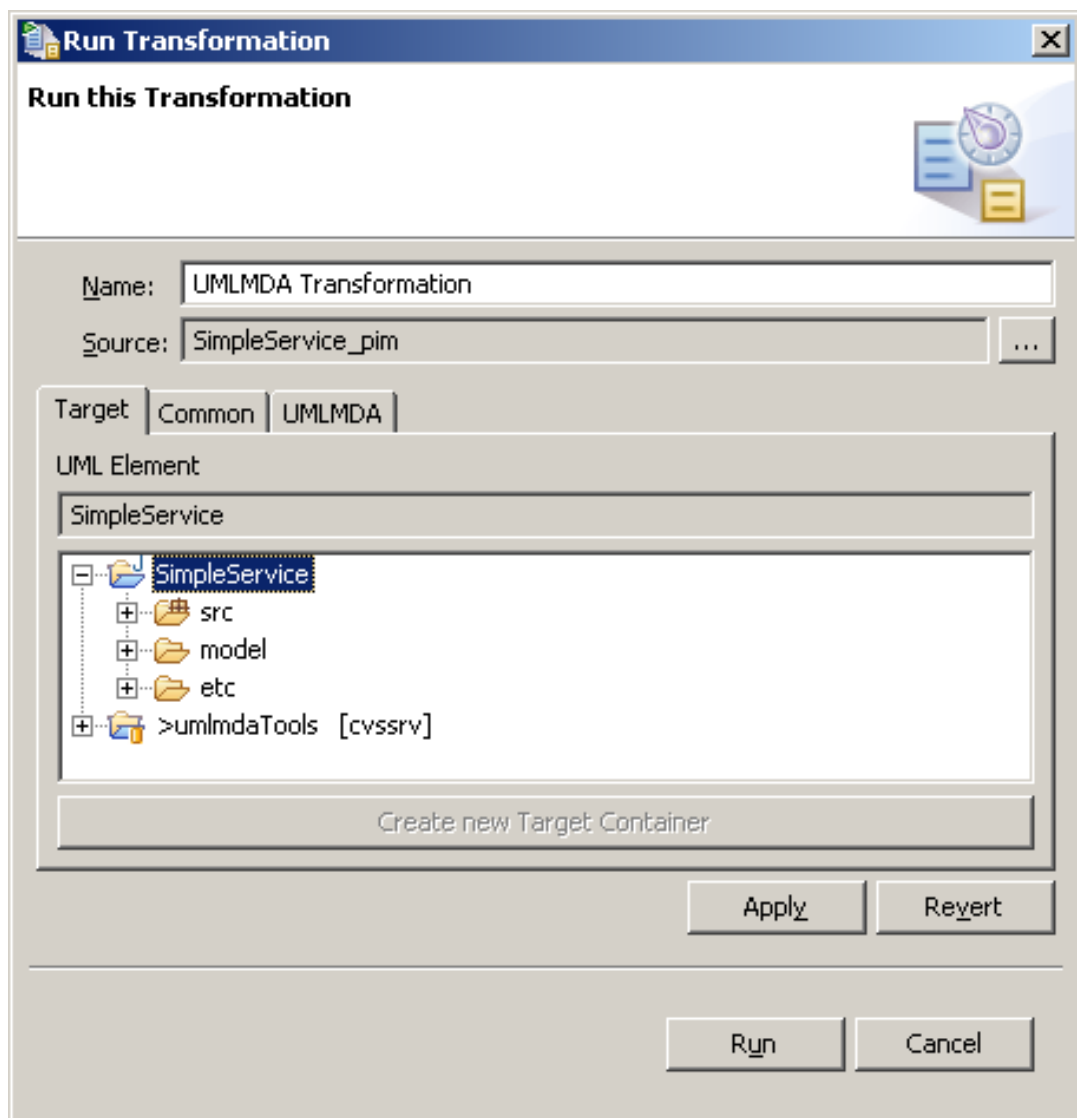 Run Transformation
Run this Transformation
Name: UMLMDA Transformation
Source: SimpleService_pim ...
Target Common UMLMDA
UML Element
SimpleService
SimpleService
src
model
etc
>umlmdaTools [cvssrv]
Create new Target Container
Apply Revert
Run Cancel